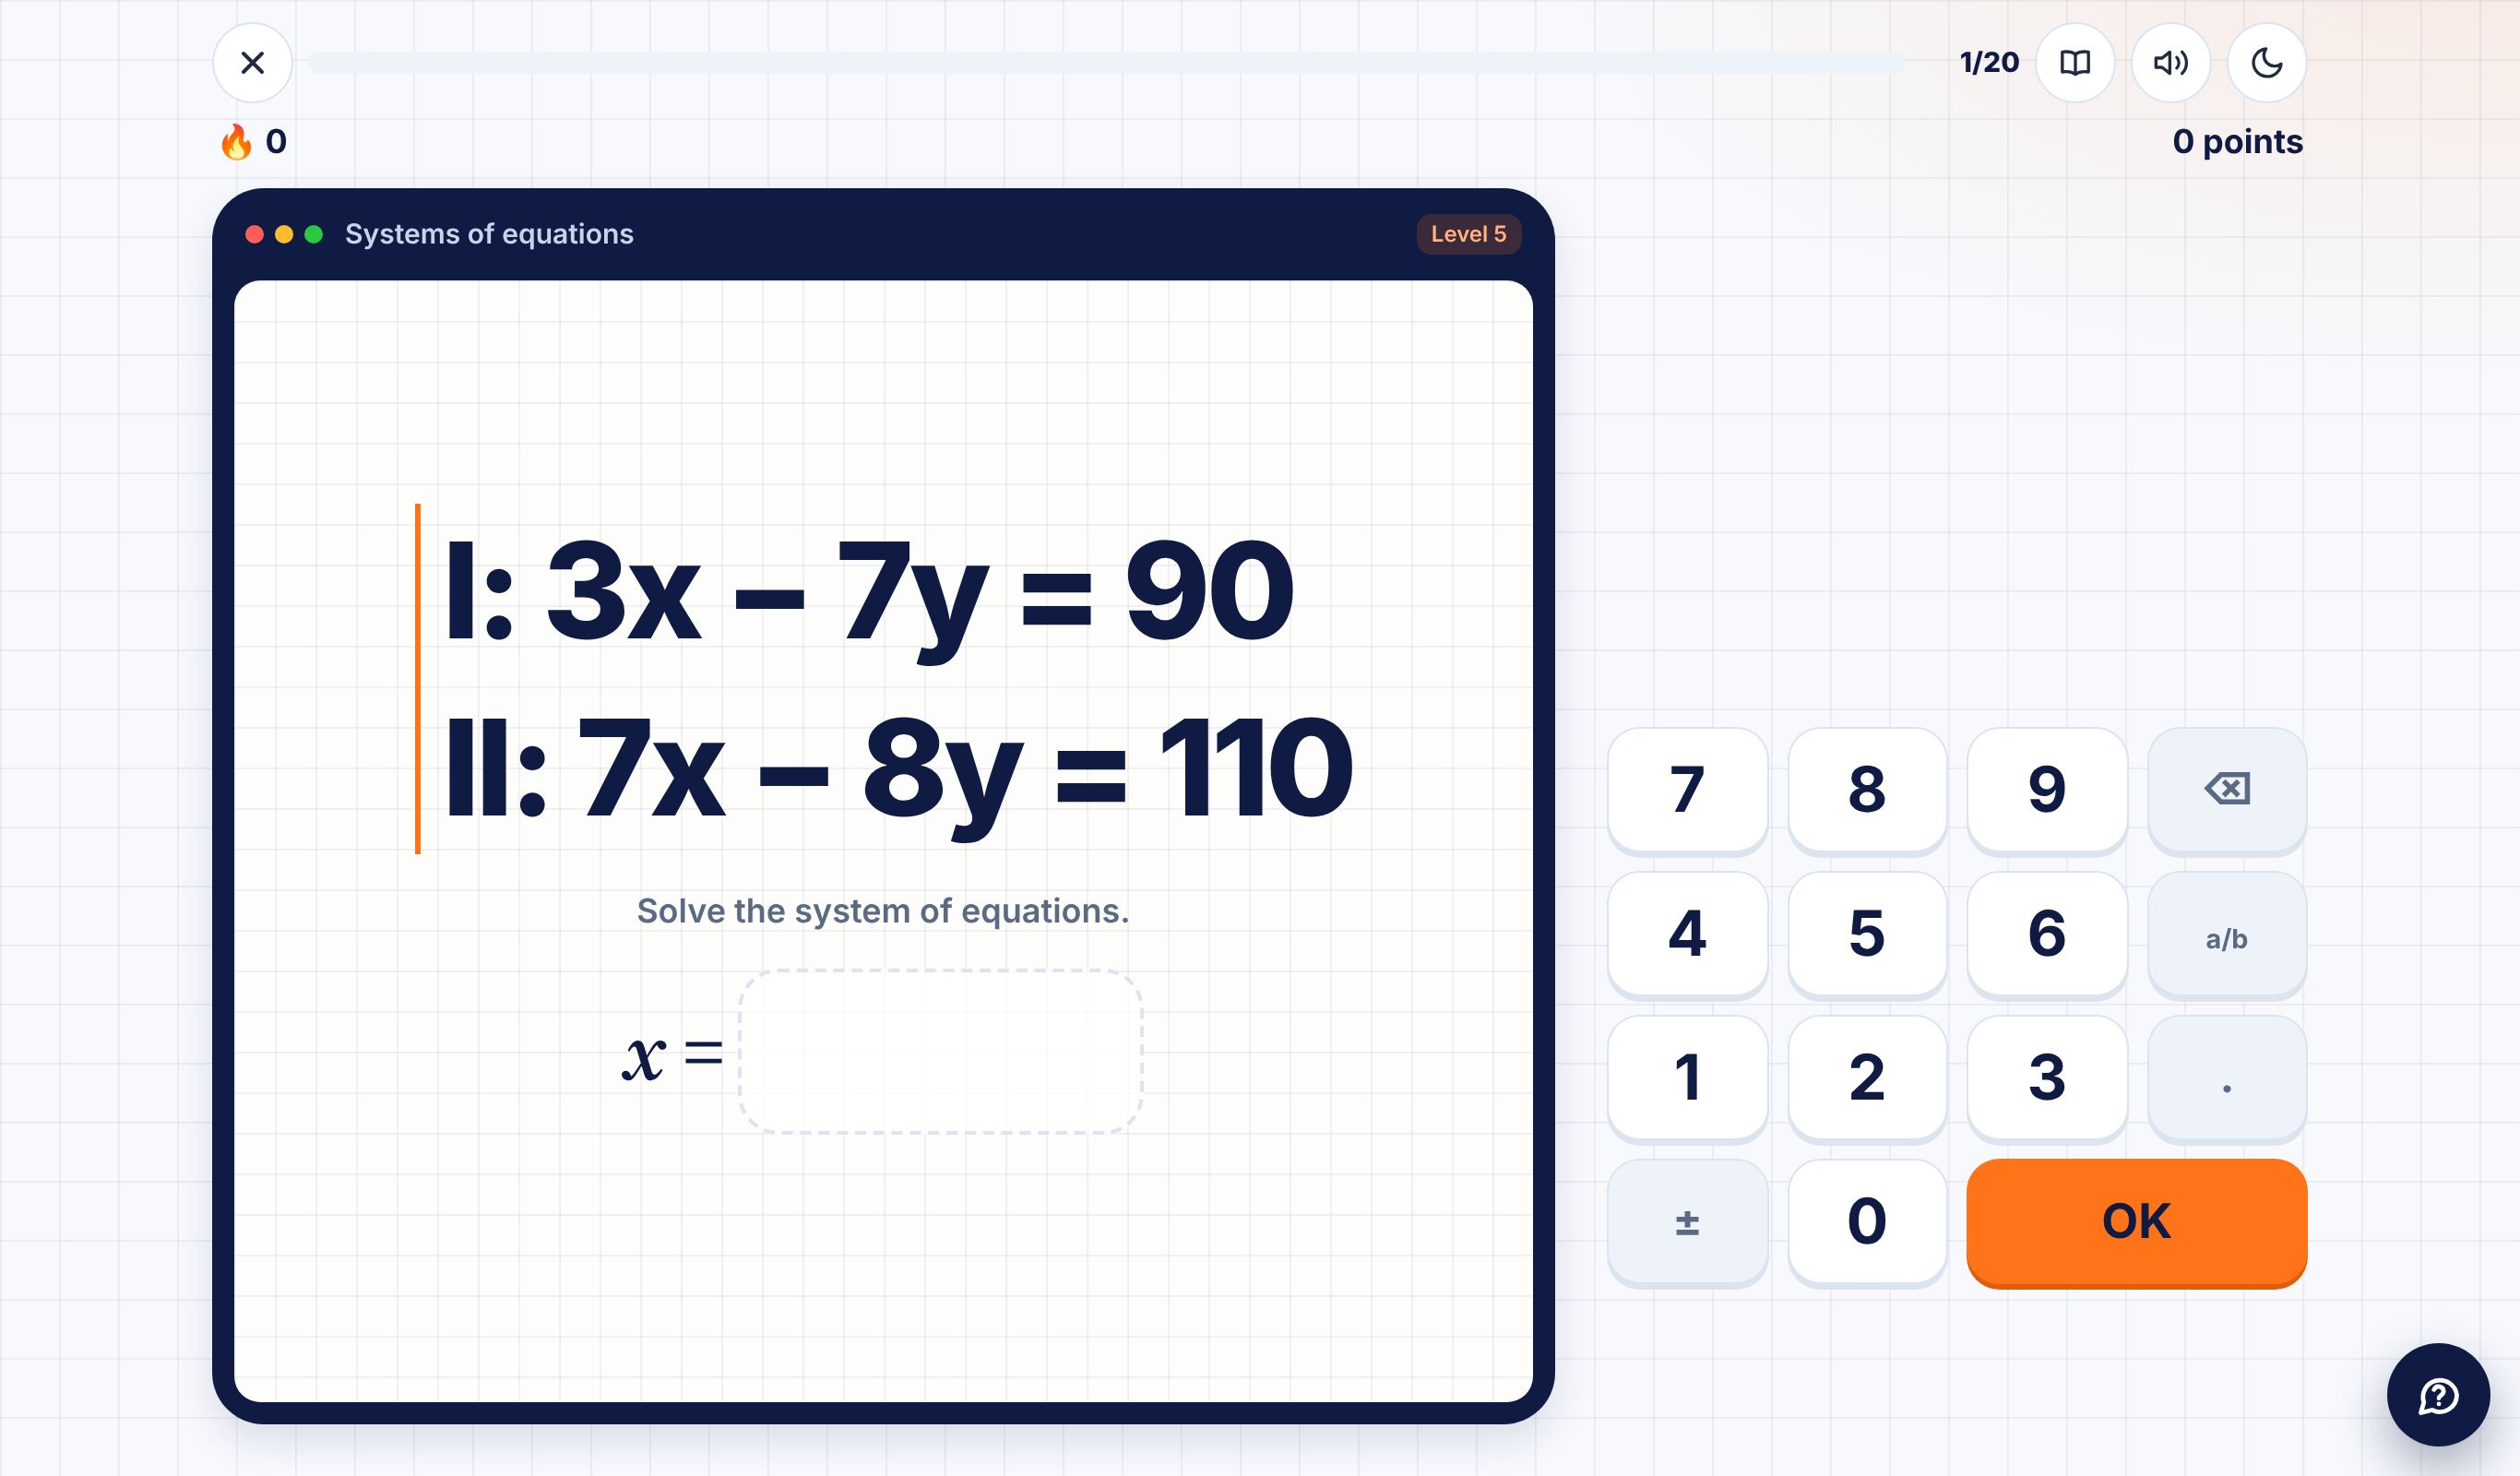 1/20
🔥 0
0 points
Systems of equations
Level 5
I: 3x − 7y = 90
II: 7x − 8y = 110
Solve the system of equations.
x =
7 8 9
4 5 6 a/b
1 2 3 .
± 0 OK